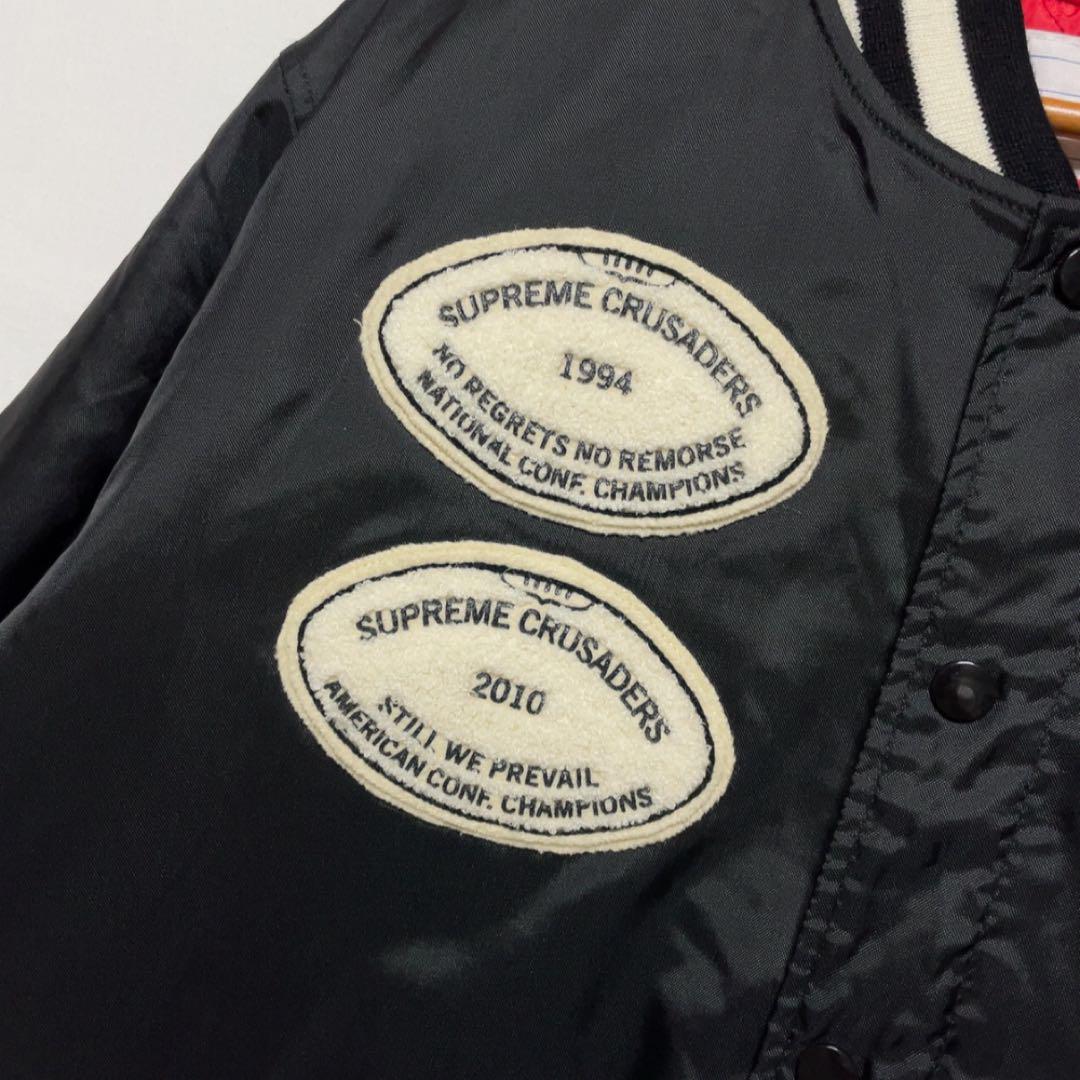 SUPREME CRUSADERS
1994
NO REGRETS NO REMORSE
NATIONAL CONF. CHAMPIONS
SUPREME CRUSADERS
2010
STILL WE PREVAIL
AMERICAN CONF. CHAMPIONS